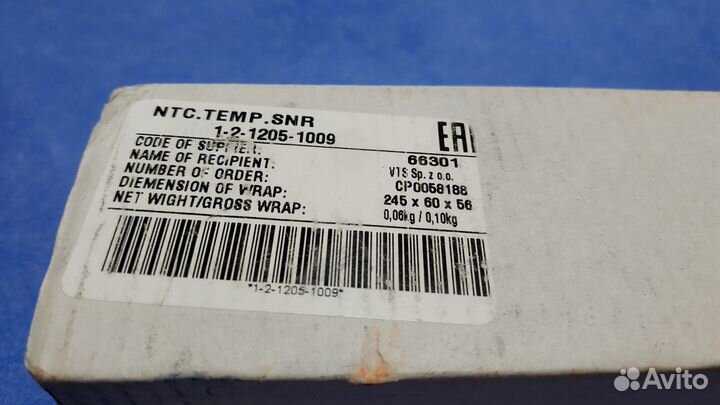 NTC.TEMP.SNR
1-2-1205-1009
EAC
CODE OF SUPPLIER: 66301
NAME OF RECIPIENT: VTS Sp. z o.o.
NUMBER OF ORDER: CP0058188
DIEMENSION OF WRAP: 245 x 60 x 56
NET WIGHT/GROSS WRAP: 0,06kg / 0,10kg
*1-2-1205-1009*
Avito